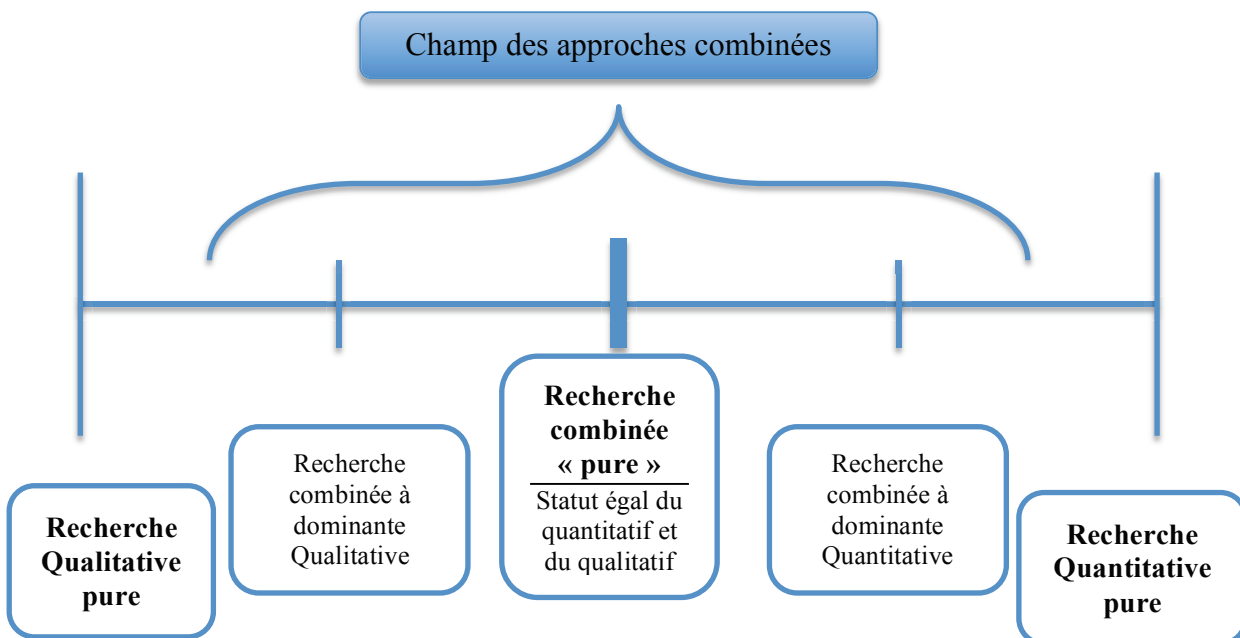 Champ des approches combinées
Recherche
Qualitative
pure
Recherche
combinée à
dominante
Qualitative
Recherche
combinée
« pure »
Statut égal du
quantitatif et
du qualitatif
Recherche
combinée à
dominante
Quantitative
Recherche
Quantitative
pure